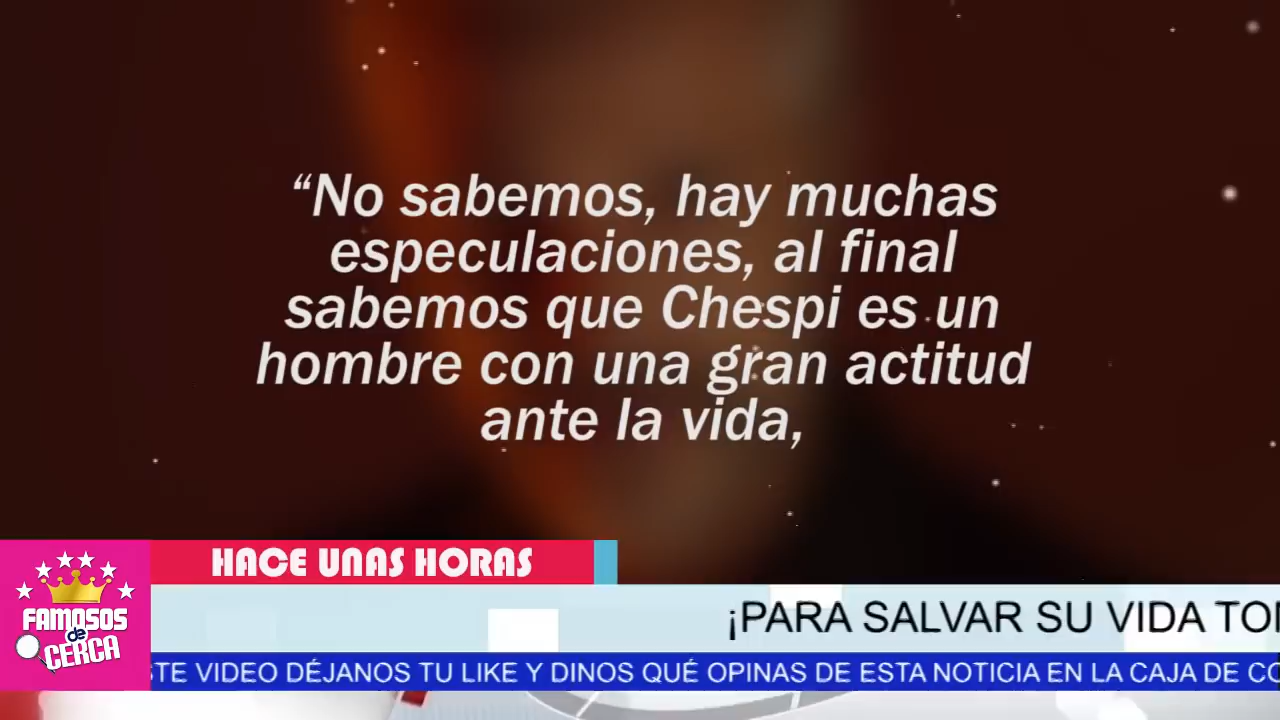 “No sabemos, hay muchas
especulaciones, al final
sabemos que Chespi es un
hombre con una gran actitud
ante la vida,
HACE UNAS HORAS
FAMOSOS
de
CERCA
¡PARA SALVAR SU VIDA
VIDEO DÉJANOS TU LIKE Y DINOS QUÉ OPINAS DE ESTA NOTICIA EN LA CAJA DE